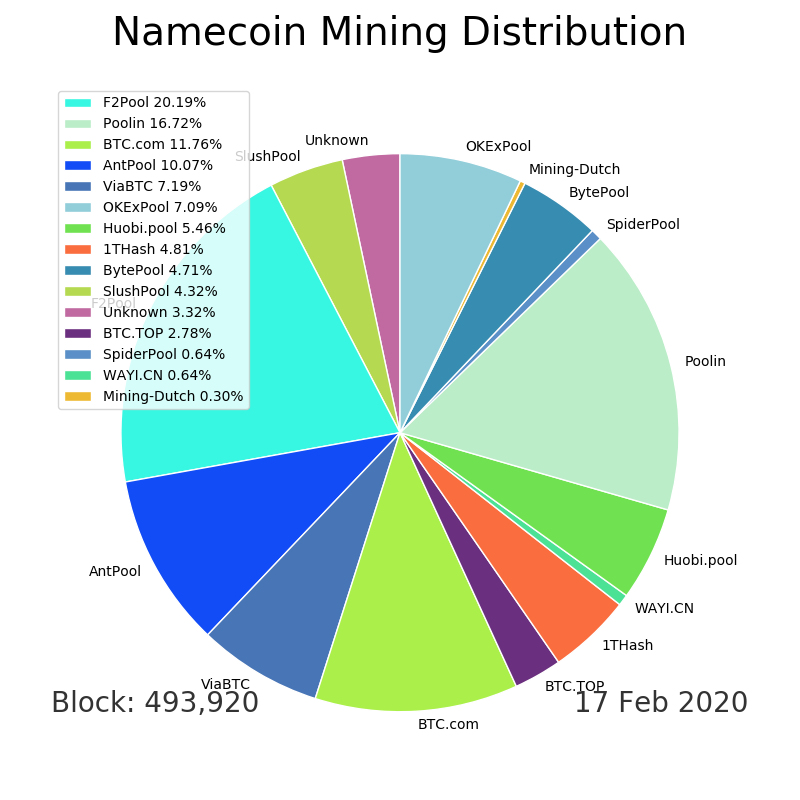 Namecoin Mining Distribution
F2Pool 20.19%
Poolin 16.72%
BTC.com 11.76%
AntPool 10.07%
ViaBTC 7.19%
OKExPool 7.09%
Huobi.pool 5.46%
1THash 4.81%
BytePool 4.71%
SlushPool 4.32%
Unknown 3.32%
BTC.TOP 2.78%
SpiderPool 0.64%
WAYI.CN 0.64%
Mining-Dutch 0.30%
Unknown
SlushPool
OKExPool
Mining-Dutch
BytePool
SpiderPool
F2Pool
Poolin
Huobi.pool
AntPool
WAYI.CN
1THash
ViaBTC
BTC.TOP
BTC.com
Block: 493,920
17 Feb 2020